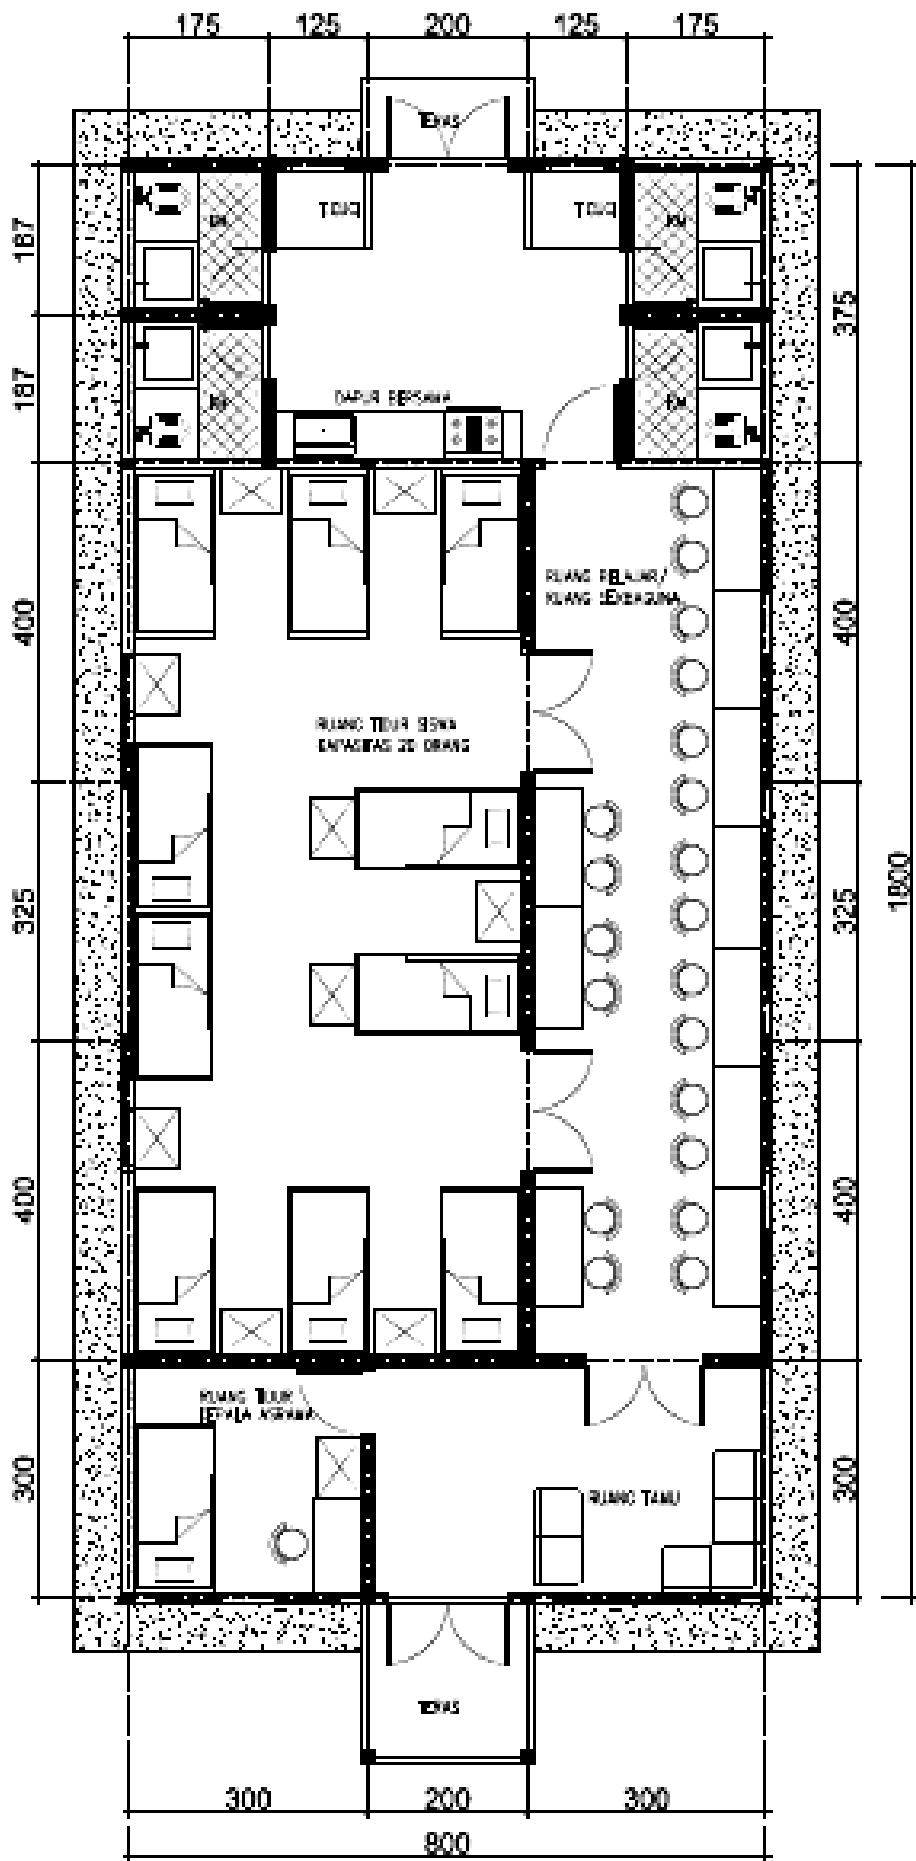 175 125 200 125 175
TERAS
KM
KM
187
375
187
DAPUR BERSAMA
KM
KM
RUANG BELAJAR/
RUANG SERBAGUNA
400
400
RUANG TIDUR SISWA
KAPASITAS 20 ORANG
325
325
1800
400
400
RUANG TIDUR
KEPALA ASRAMA
300
RUANG TAMU
300
TERAS
300 200 300
800